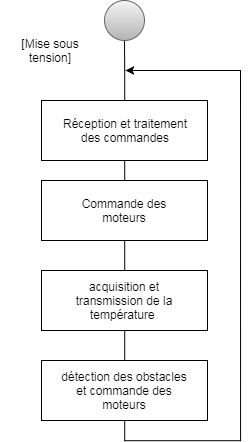 [Mise sous
tension]
Réception et traitement
des commandes
Commande des
moteurs
acquisition et
transmission de la
température
détection des obstacles
et commande des
moteurs